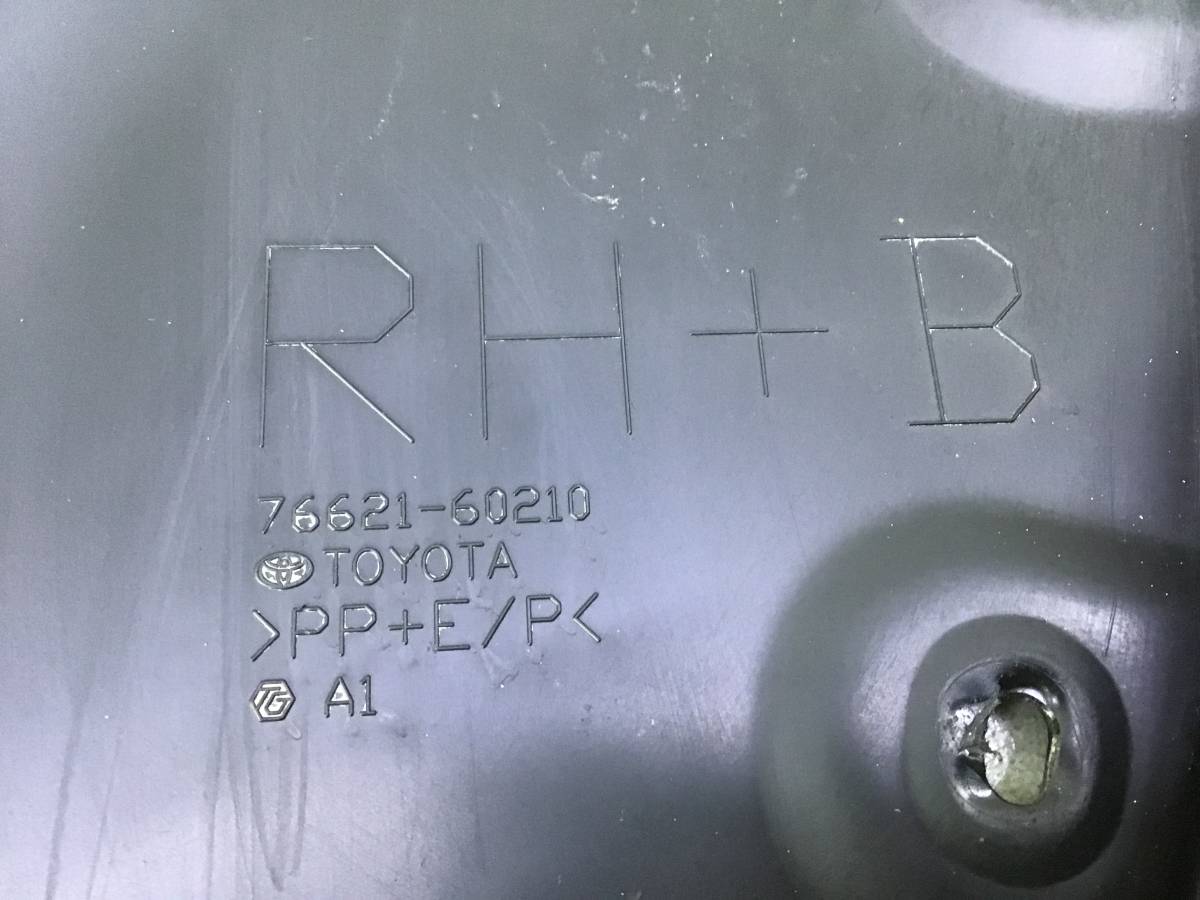 RH+B
76621-60210
TOYOTA
>PP+E/P<
TG A1